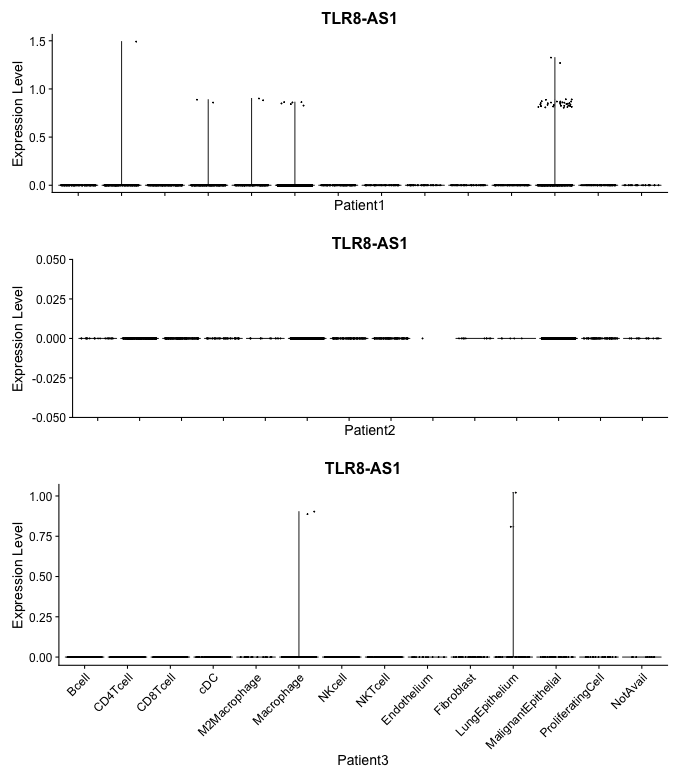 TLR8-AS1
Expression Level
1.5
1.0
0.5
0.0
Patient1
TLR8-AS1
Expression Level
0.050
0.025
0.000
-0.025
-0.050
Patient2
TLR8-AS1
Expression Level
1.00
0.75
0.50
0.25
0.00
Bcell
CD4Tcell
CD8Tcell
cDC
M2Macrophage
Macrophage
NKcell
NKTcell
Endothelium
Fibroblast
LungEpithelium
MalignantEpithelial
ProliferatingCell
NotAvail
Patient3